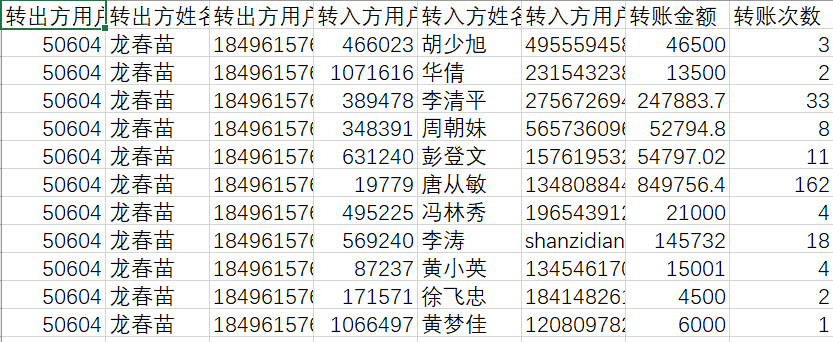 转出方用户 转出方姓名 转出方用户 转入方用户 转入方姓名 转入方用户 转账金额 转账次数
50604 龙春苗 184961576 466023 胡少旭 495559458 46500 3
50604 龙春苗 184961576 1071616 华倩 231543238 13500 2
50604 龙春苗 184961576 389478 李清平 275672694 247883.7 33
50604 龙春苗 184961576 348391 周朝妹 565736096 52794.8 8
50604 龙春苗 184961576 631240 彭登文 157619532 54797.02 11
50604 龙春苗 184961576 19779 唐从敏 134808844 849756.4 162
50604 龙春苗 184961576 495225 冯林秀 196543912 21000 4
50604 龙春苗 184961576 569240 李涛 shanzidian 145732 18
50604 龙春苗 184961576 87237 黄小英 134546170 15001 4
50604 龙春苗 184961576 171571 徐飞忠 184148261 4500 2
50604 龙春苗 184961576 1066497 黄梦佳 120809782 6000 1